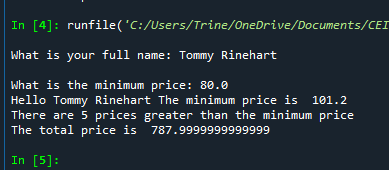 In [4]: runfile('C:/Users/Trine/OneDrive/Documents/CEI
What is your full name: Tommy Rinehart
What is the minimum price: 80.0
Hello Tommy Rinehart The minimum price is  101.2
There are 5 prices greater than the minimum price
The total price is  787.9999999999999
In [5]: